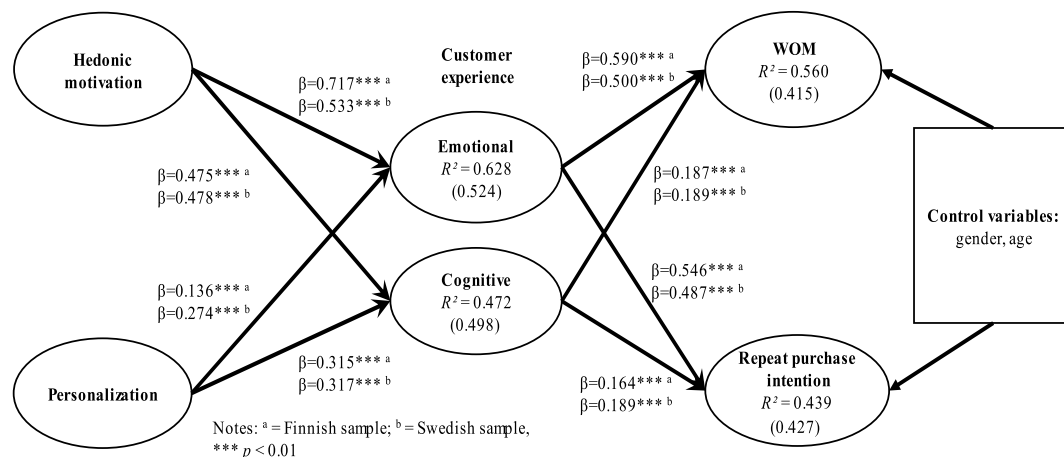 Hedonic
motivation
β=0.717*** ᵃ
β=0.533*** ᵇ
Customer
experience
β=0.590*** ᵃ
β=0.500*** ᵇ
WOM
R² = 0.560
(0.415)
β=0.475*** ᵃ
β=0.478*** ᵇ
Emotional
R² = 0.628
(0.524)
β=0.187*** ᵃ
β=0.189*** ᵇ
Control variables:
gender, age
β=0.136*** ᵃ
β=0.274*** ᵇ
Cognitive
R² = 0.472
(0.498)
β=0.546*** ᵃ
β=0.487*** ᵇ
Personalization
β=0.315*** ᵃ
β=0.317*** ᵇ
β=0.164*** ᵃ
β=0.189*** ᵇ
Repeat purchase
intention
R² = 0.439
(0.427)
Notes: ᵃ = Finnish sample; ᵇ = Swedish sample,
*** p < 0.01